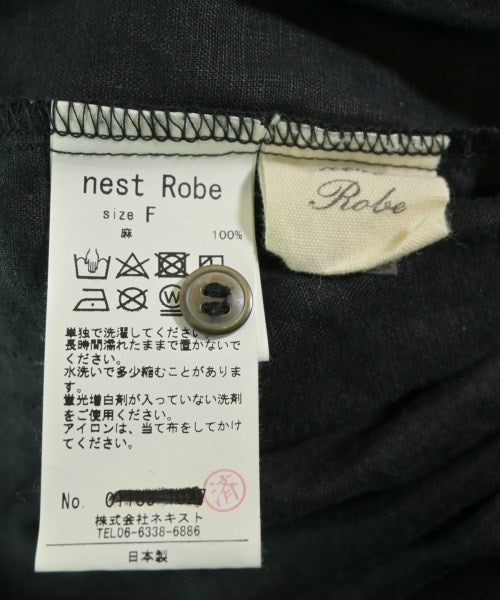 nest Robe
size F
麻 100%
単独で洗濯してください。
長時間濡れたままで置かないで
ください。
水洗いで多少縮むことがありま
す。
蛍光増白剤が入っていない洗剤
をご使用ください。
アイロンは、当て布をしてかけ
てください。
No.
済
株式会社ネキスト
TEL06-6338-6886
日本製
Robe